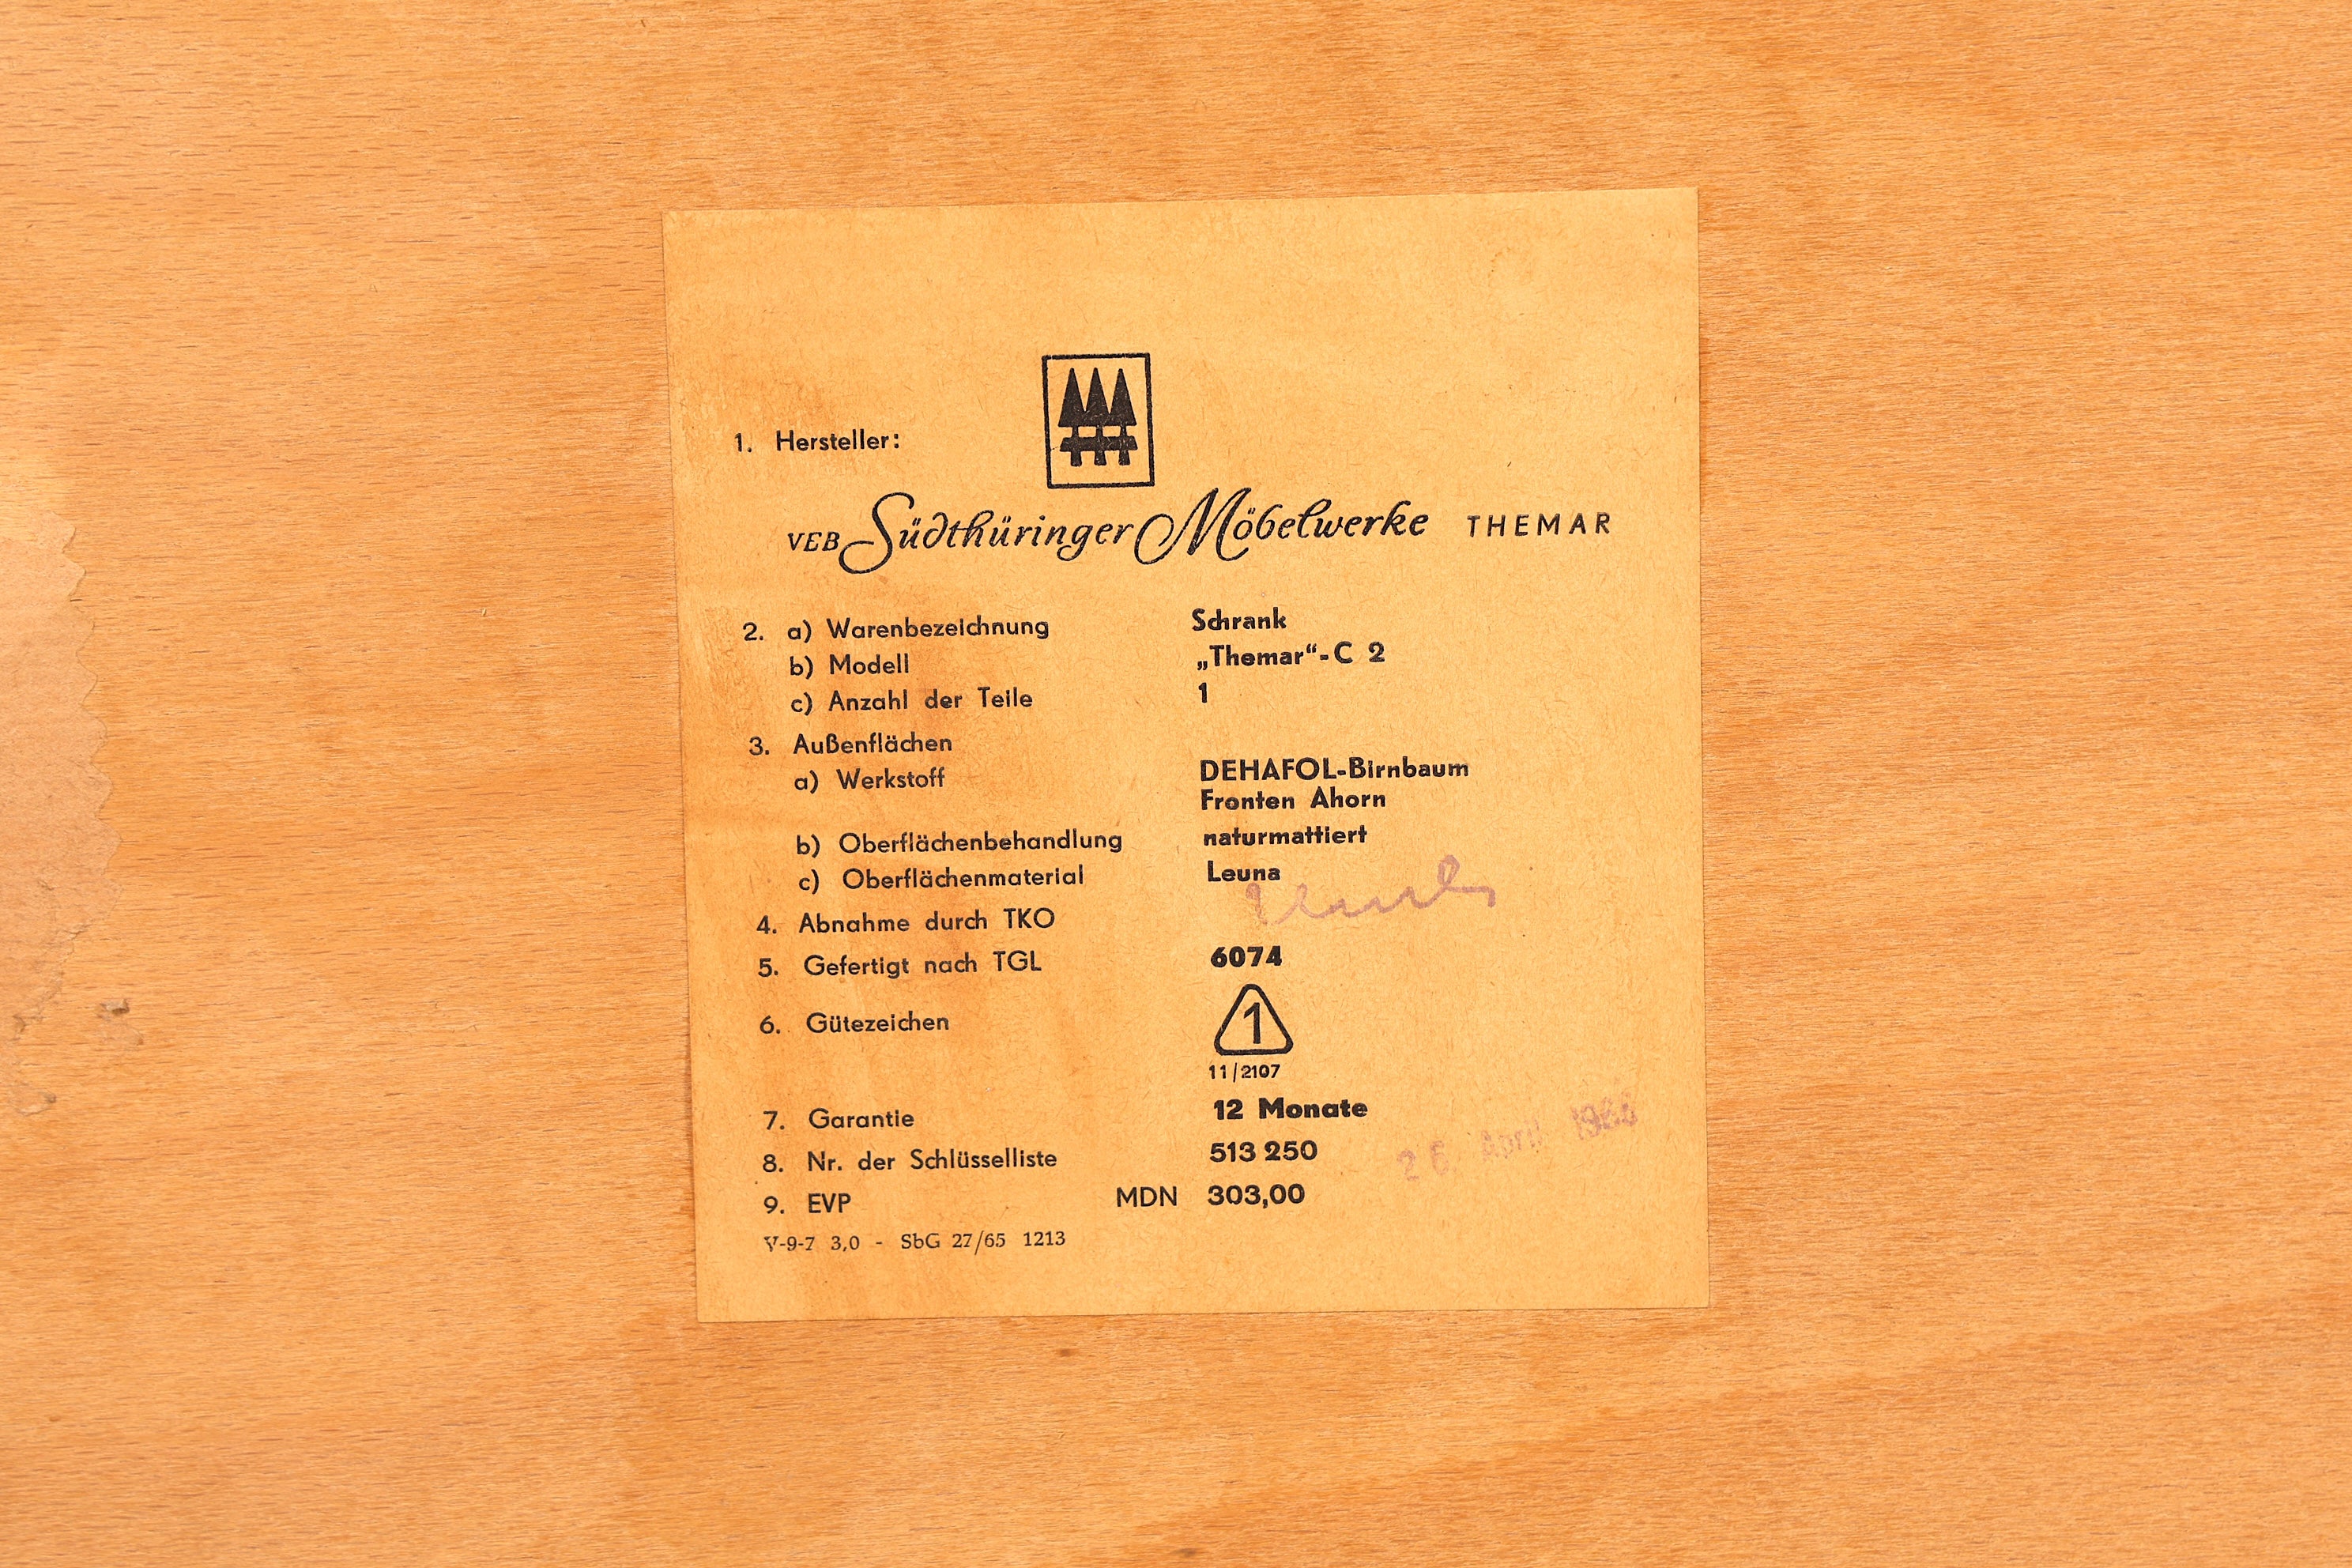 1. Hersteller:
VEB Südthüringer Möbelwerke THEMAR
2. a) Warenbezeichnung Schrank
b) Modell „Themar“-C 2
c) Anzahl der Teile 1
3. Außenflächen
a) Werkstoff DEHAFOL-Birnbaum
Fronten Ahorn
b) Oberflächenbehandlung naturmattiert
c) Oberflächenmaterial Leuna
4. Abnahme durch TKO
5. Gefertigt nach TGL 6074
6. Gütezeichen 1
11/2107
7. Garantie 12 Monate
8. Nr. der Schlüsselliste 513 250
April
9. EVP MDN 303,00
V-9-7 3,0 - SbG 27/65 1213